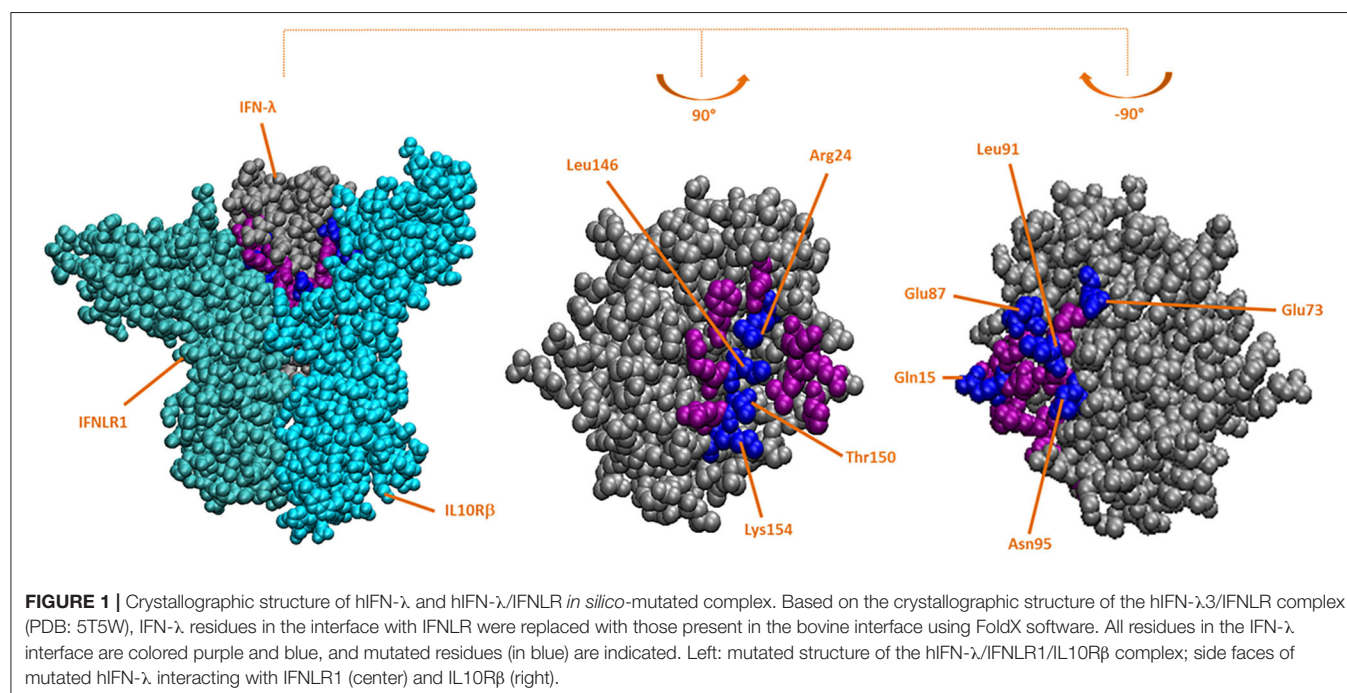 IFN-λ
90°
-90°
Leu146
Arg24
Leu91
Glu87
Glu73
Gln15
IFNLR1
Thr150
IL10Rβ
Lys154
Asn95
FIGURE 1 | Crystallographic structure of hIFN-λ and hIFN-λ/IFNLR in silico-mutated complex. Based on the crystallographic structure of the hIFN-λ3/IFNLR complex
(PDB: 5T5W), IFN-λ residues in the interface with IFNLR were replaced with those present in the bovine interface using FoldX software. All residues in the IFN-λ
interface are colored purple and blue, and mutated residues (in blue) are indicated. Left: mutated structure of the hIFN-λ/IFNLR1/IL10Rβ complex; side faces of
mutated hIFN-λ interacting with IFNLR1 (center) and IL10Rβ (right).